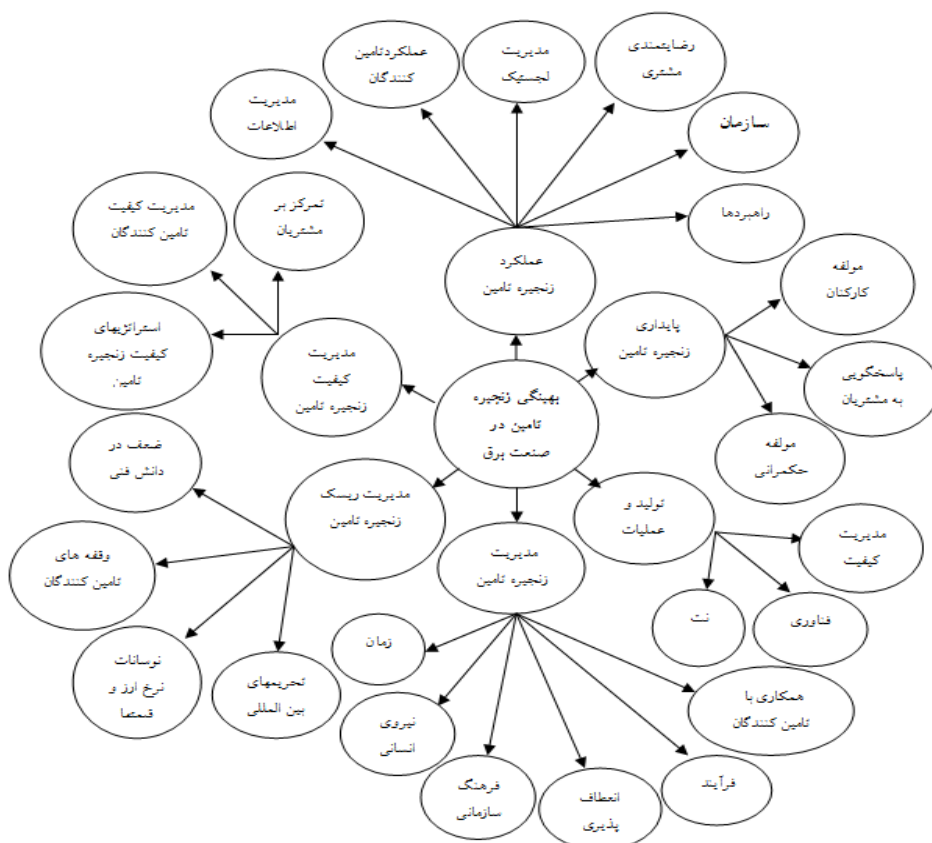 رضایتمندی
مشتری
مدیریت
لجستیک
عملکردتامین
کنندگان
مدیریت
اطلاعات
سازمان
راهبردها
عملکرد
زنجیره تامین
تمرکز بر
مشتریان
مدیریت کیفیت
تامین کنندگان
استراتژیهای
کیفیت زنجیره
تامین
مدیریت
کیفیت
زنجیره تامین
پایداری
زنجیره تامین
مولفه
کارکنان
پاسخگویی
به مشتریان
مولفه
حکمرانی
بهینگی زنجیره
تامین در
صنعت برق
ضعف در
دانش فنی
وقفه های
تامین کنندگان
نوسانات
نرخ ارز و
قیمتها
تحریمهای
بین المللی
مدیریت ریسک
زنجیره تامین
مدیریت
زنجیره تامین
تولید و
عملیات
مدیریت
کیفیت
فناوری
نت
همکاری با
تامین کنندگان
فرآیند
انعطاف
پذیری
فرهنگ
سازمانی
نیروی
انسانی
زمان